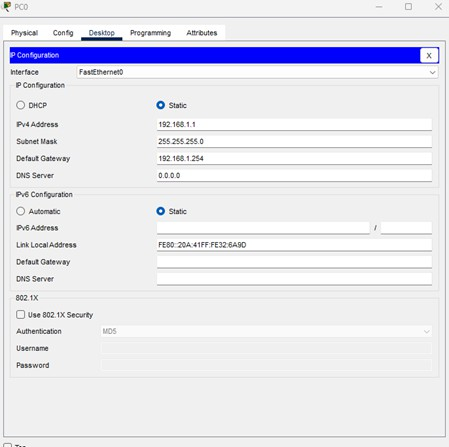 PC0
Physical Config Desktop Programming Attributes
IP Configuration X
Interface FastEthernet0
IP Configuration
DHCP Static
IPv4 Address 192.168.1.1
Subnet Mask 255.255.255.0
Default Gateway 192.168.1.254
DNS Server 0.0.0.0
IPv6 Configuration
Automatic Static
IPv6 Address /
Link Local Address FE80::20A:41FF:FE32:6A9D
Default Gateway
DNS Server
802.1X
Use 802.1X Security
Authentication MD5
Username
Password